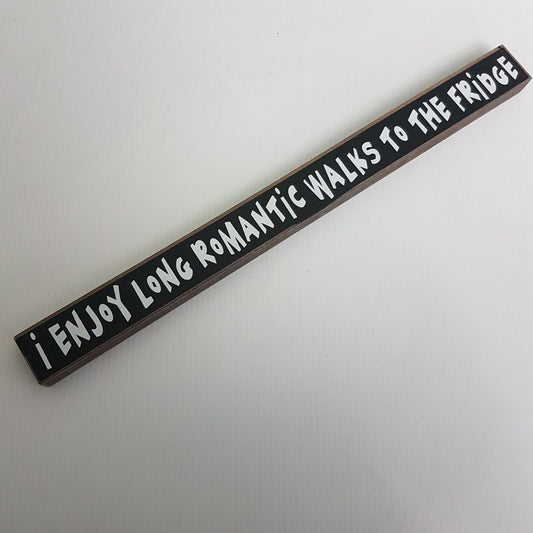 i ENJOY LONG ROMANTiC WALKS TO THE FRiDGE